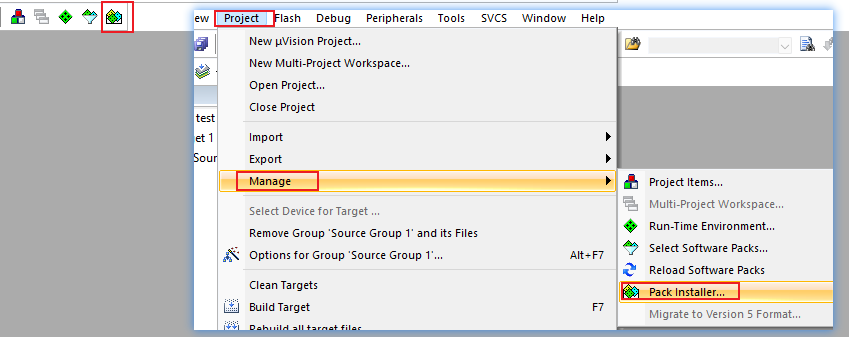 ew Project Flash Debug Peripherals Tools SVCS Window Help
New µVision Project...
New Multi-Project Workspace...
Open Project...
Close Project
test
Import
get 1
Export
Sour
Manage
Project Items...
Multi-Project Workspace...
Select Device for Target ...
Run-Time Environment...
Remove Group 'Source Group 1' and its Files
Select Software Packs...
Options for Group 'Source Group 1'... Alt+F7
Reload Software Packs
Clean Targets
Pack Installer...
Build Target F7
Migrate to Version 5 Format...
Rebuild all target files